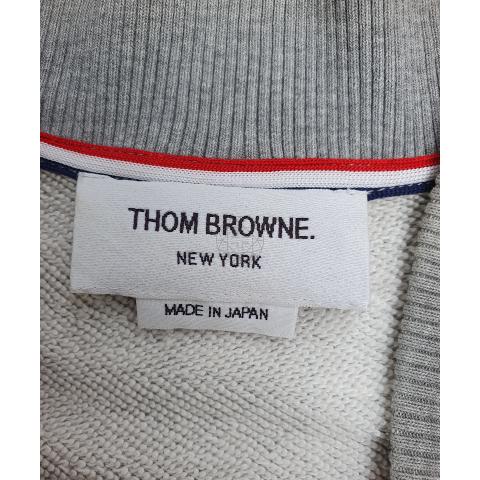 THOM BROWNE.
NEW YORK
MADE IN JAPAN